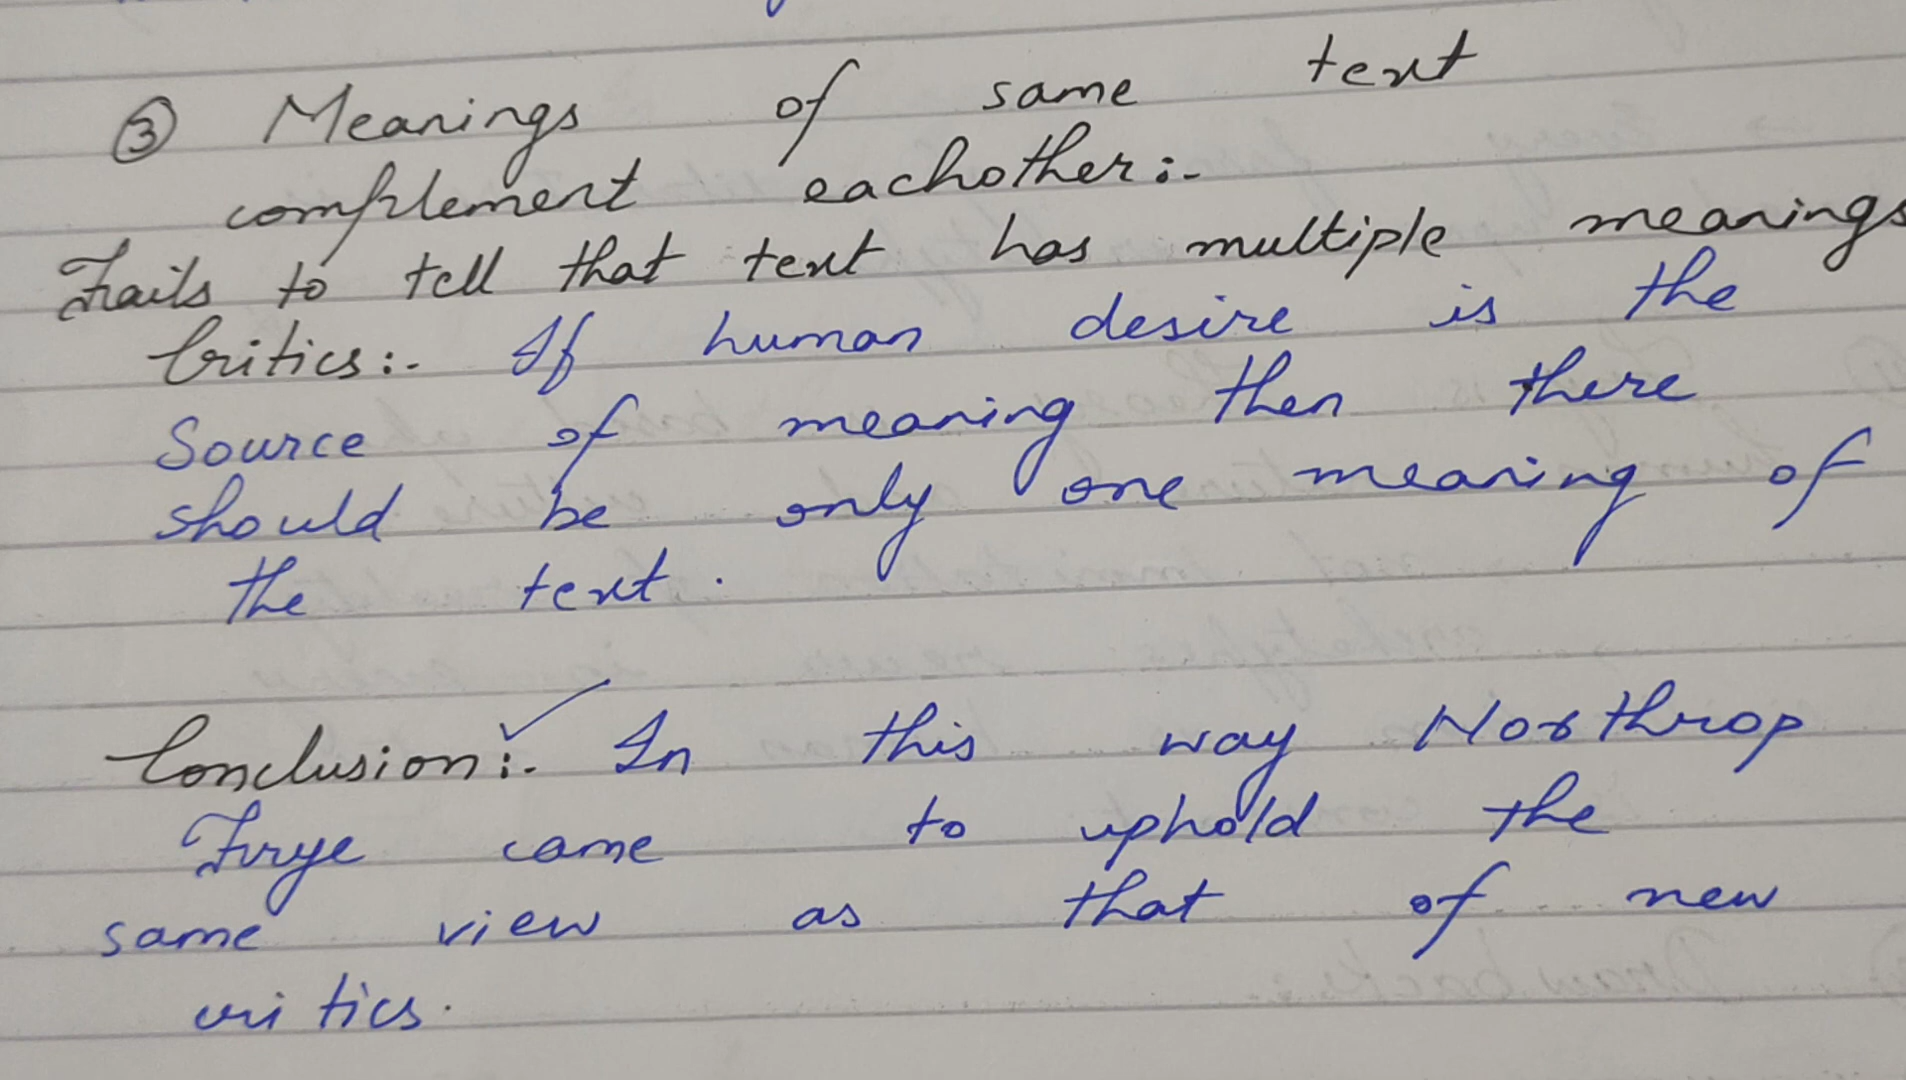 ③ Meanings of same text
complement eachother:-
Fails to tell that text has multiple meanings
Critics:- If human desire is the
Source of meaning then there
should be only one meaning of
the text.
Conclusion:- In this way Northrop
Frye came to uphold the
same view as that of new
critics.